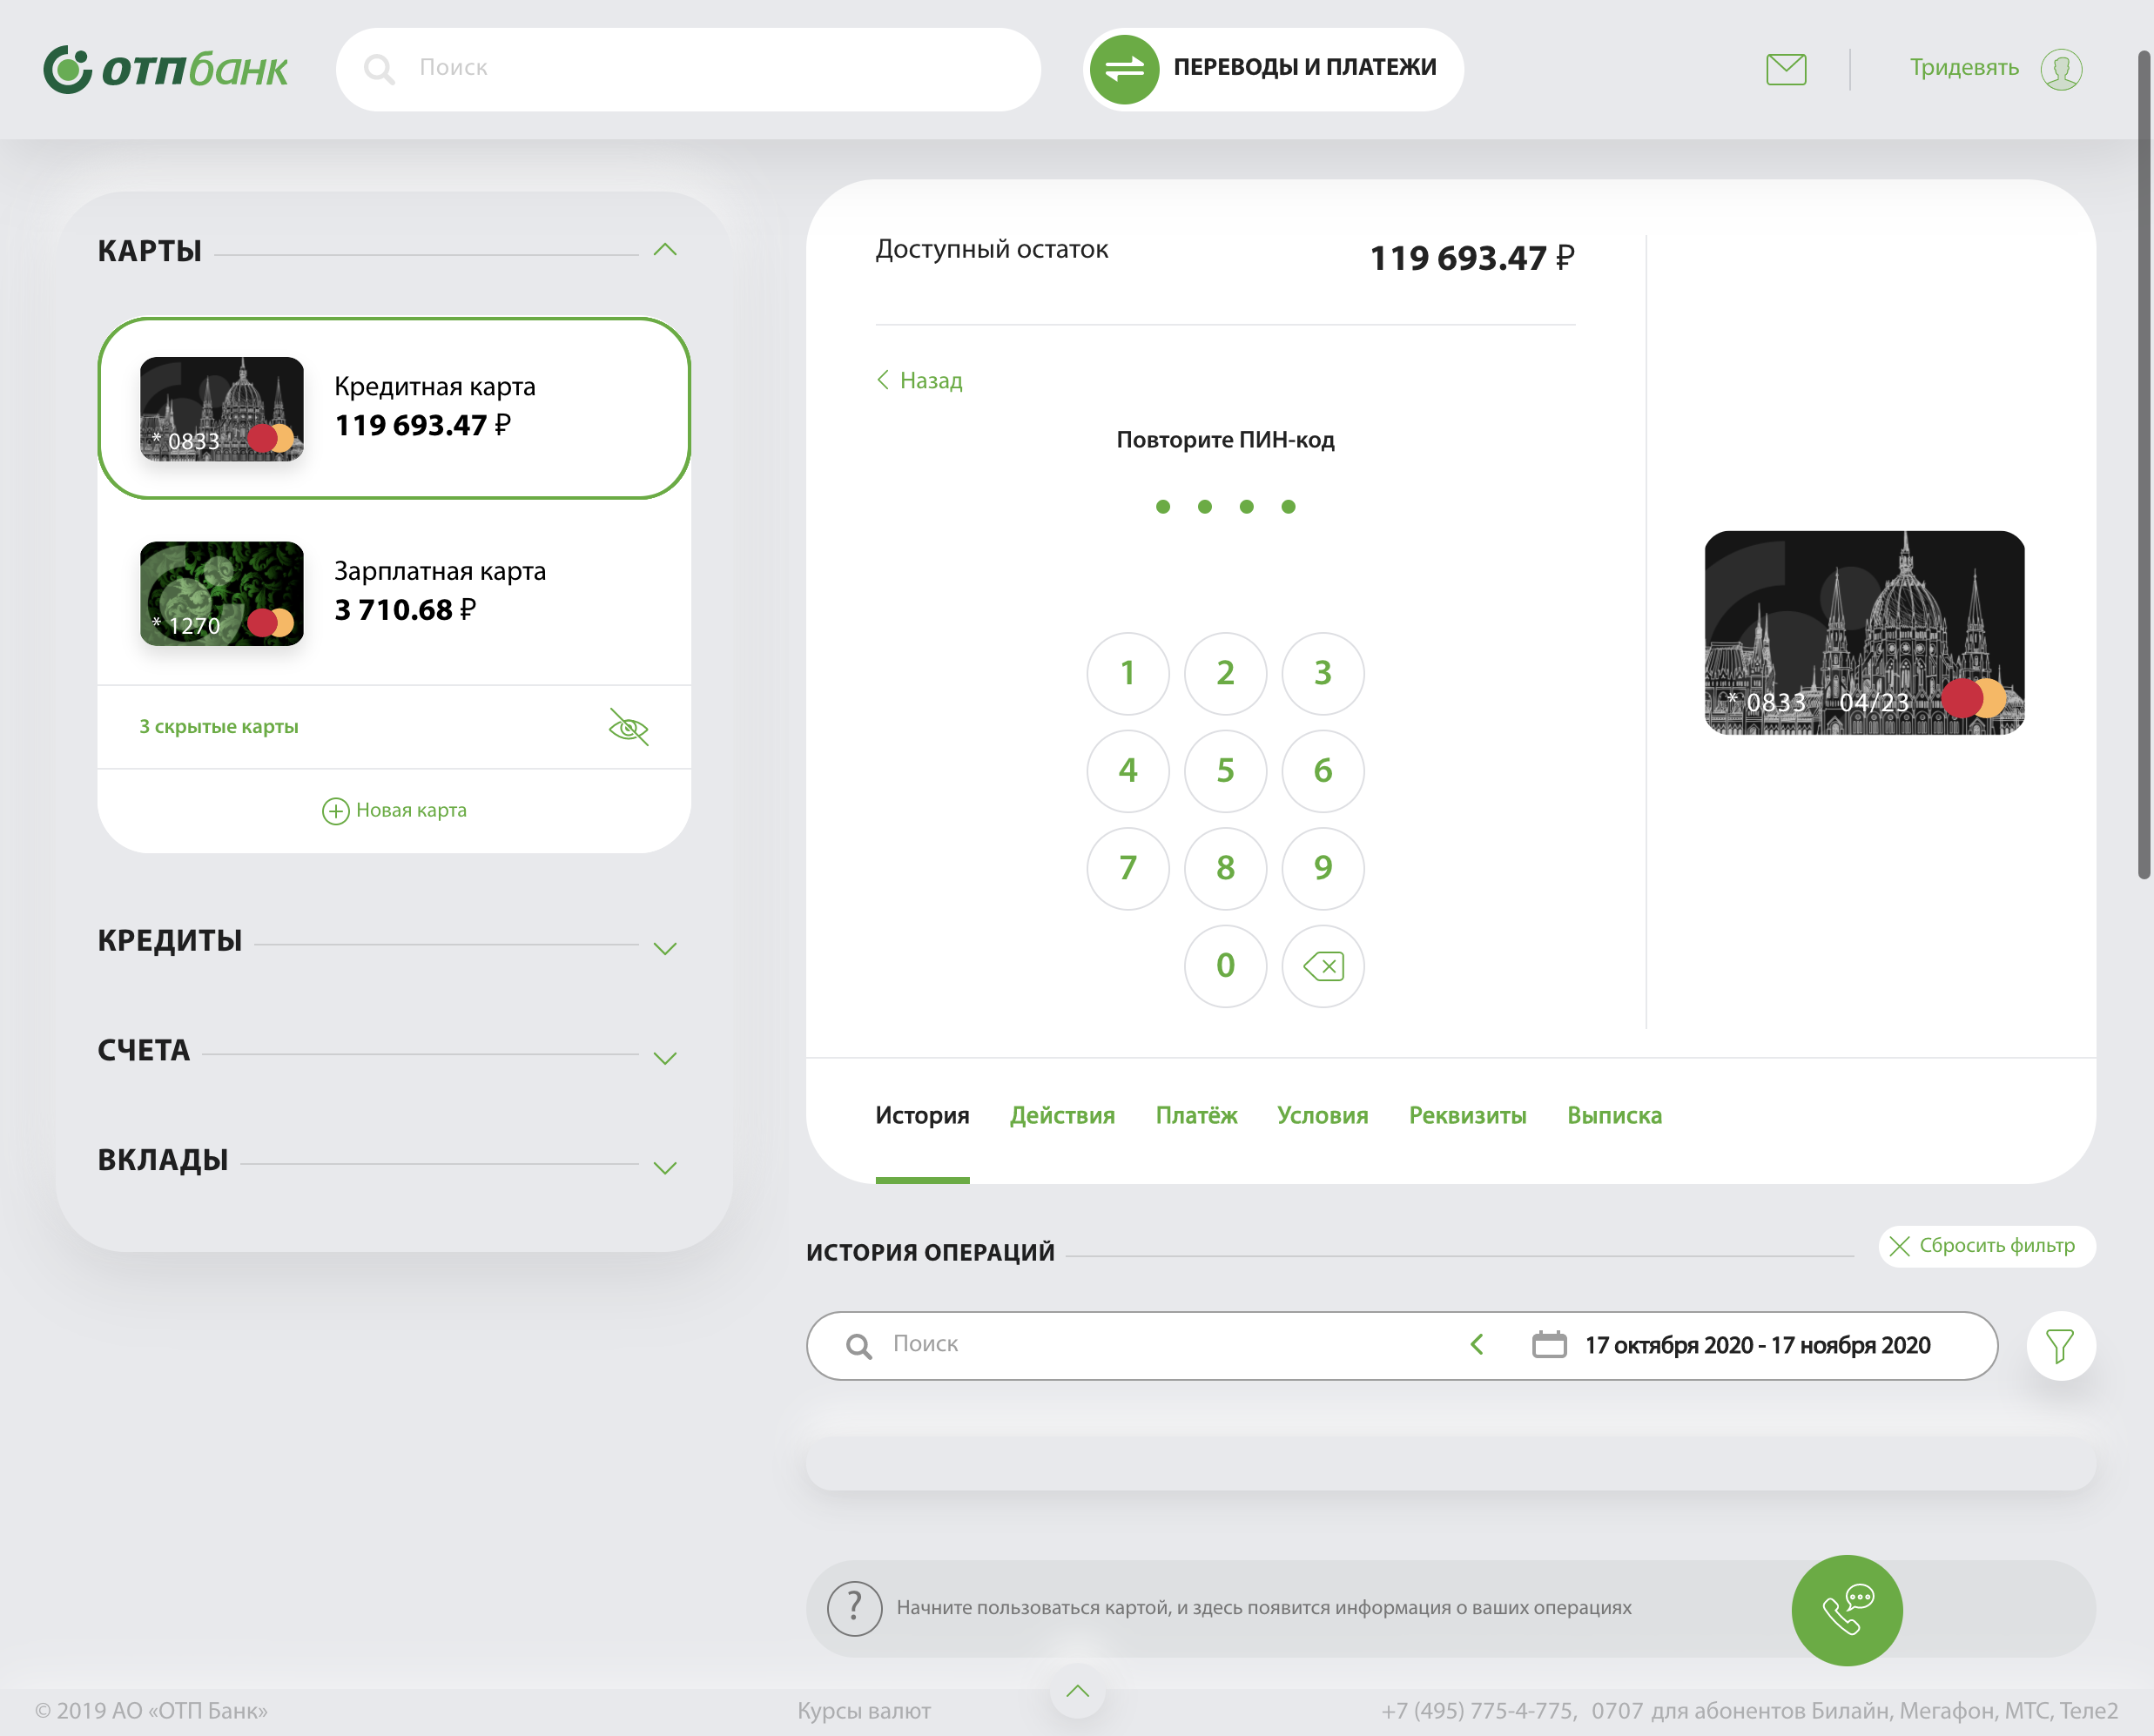 ОТПбанк
Поиск
ПЕРЕВОДЫ И ПЛАТЕЖИ
Тридевять
КАРТЫ
Кредитная карта
119 693.47 ₽
* 0833
Зарплатная карта
3 710.68 ₽
* 1270
3 скрытые карты
Новая карта
КРЕДИТЫ
СЧЕТА
ВКЛАДЫ
Доступный остаток
119 693.47 ₽
Назад
Повторите ПИН-код
1 2 3
4 5 6
7 8 9
0
* 0833 04/23
История Действия Платёж Условия Реквизиты Выписка
ИСТОРИЯ ОПЕРАЦИЙ
Сбросить фильтр
Поиск
17 октября 2020 - 17 ноября 2020
? Начните пользоваться картой, и здесь появится информация о ваших операциях
© 2019 АО «ОТП Банк»
Курсы валют
+7 (495) 775-4-775, 0707 для абонентов Билайн, Мегафон, МТС, Теле2